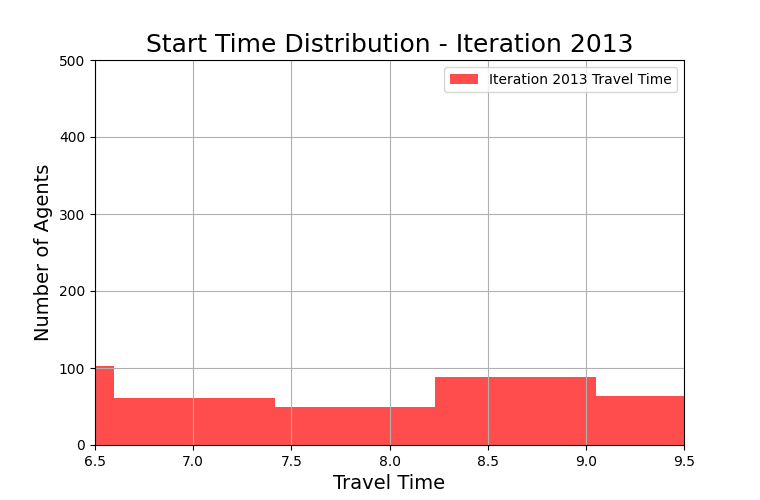 Start Time Distribution - Iteration 2013
Iteration 2013 Travel Time
Number of Agents
500
400
300
200
100
0
6.5 7.0 7.5 8.0 8.5 9.0 9.5
Travel Time